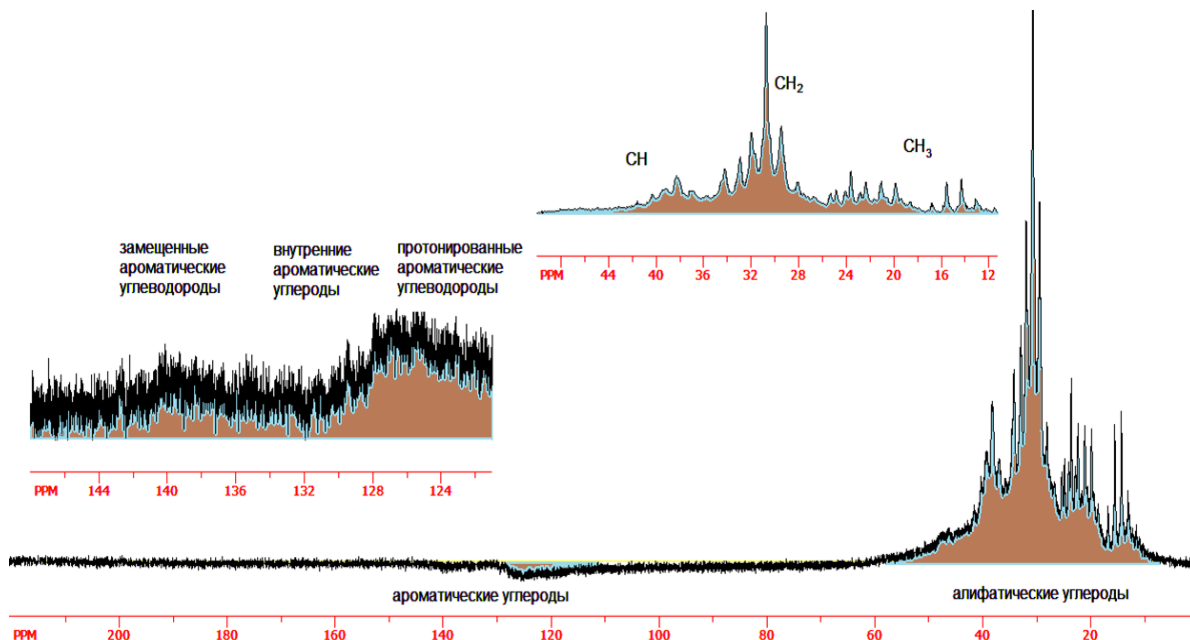 CH₂
CH
CH₃
PPM 44 40 36 32 28 24 20 16 12
замещенные
ароматические
углеводороды
внутренние
ароматические
углероды
протонированные
ароматические
углеводороды
PPM 144 140 136 132 128 124
ароматические углероды
алифатические углероды
PPM 200 180 160 140 120 100 80 60 40 20